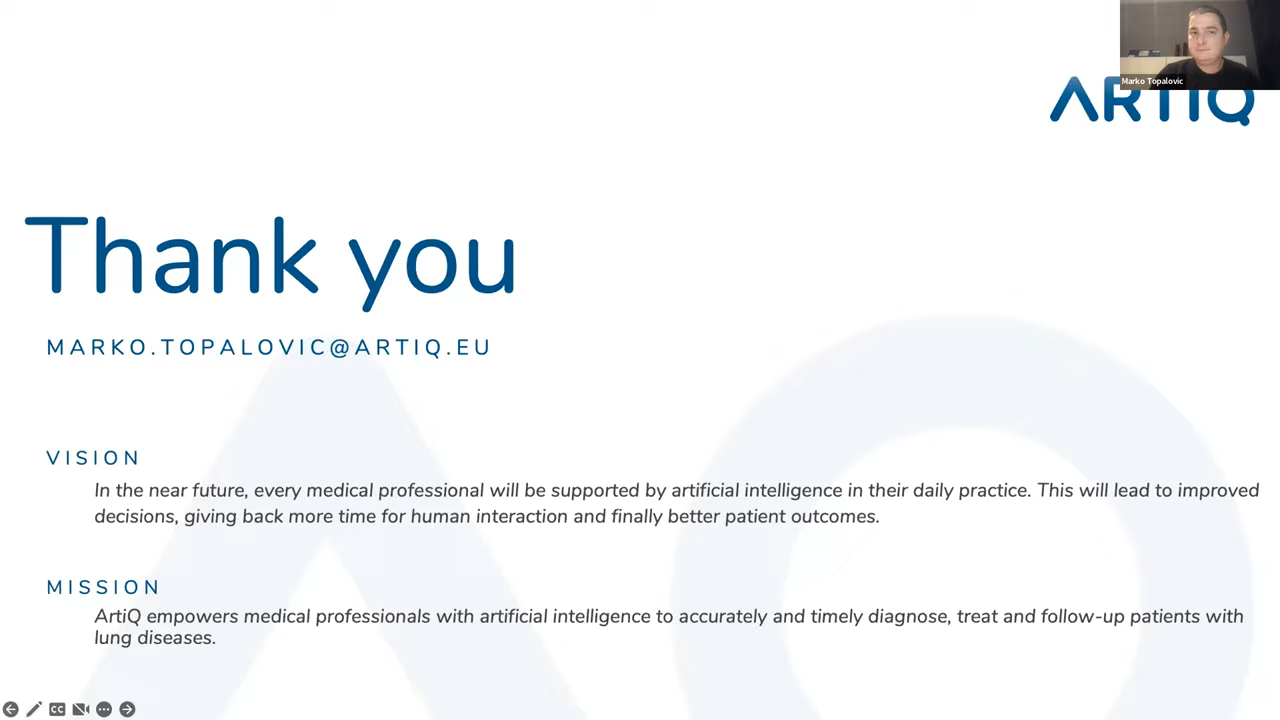 Marko Topalovic
ARTIQ
Thank you
MARKO.TOPALOVIC@ARTIQ.EU
VISION
In the near future, every medical professional will be supported by artificial intelligence in their daily practice. This will lead to improved
decisions, giving back more time for human interaction and finally better patient outcomes.
MISSION
ArtiQ empowers medical professionals with artificial intelligence to accurately and timely diagnose, treat and follow-up patients with
lung diseases.
CC